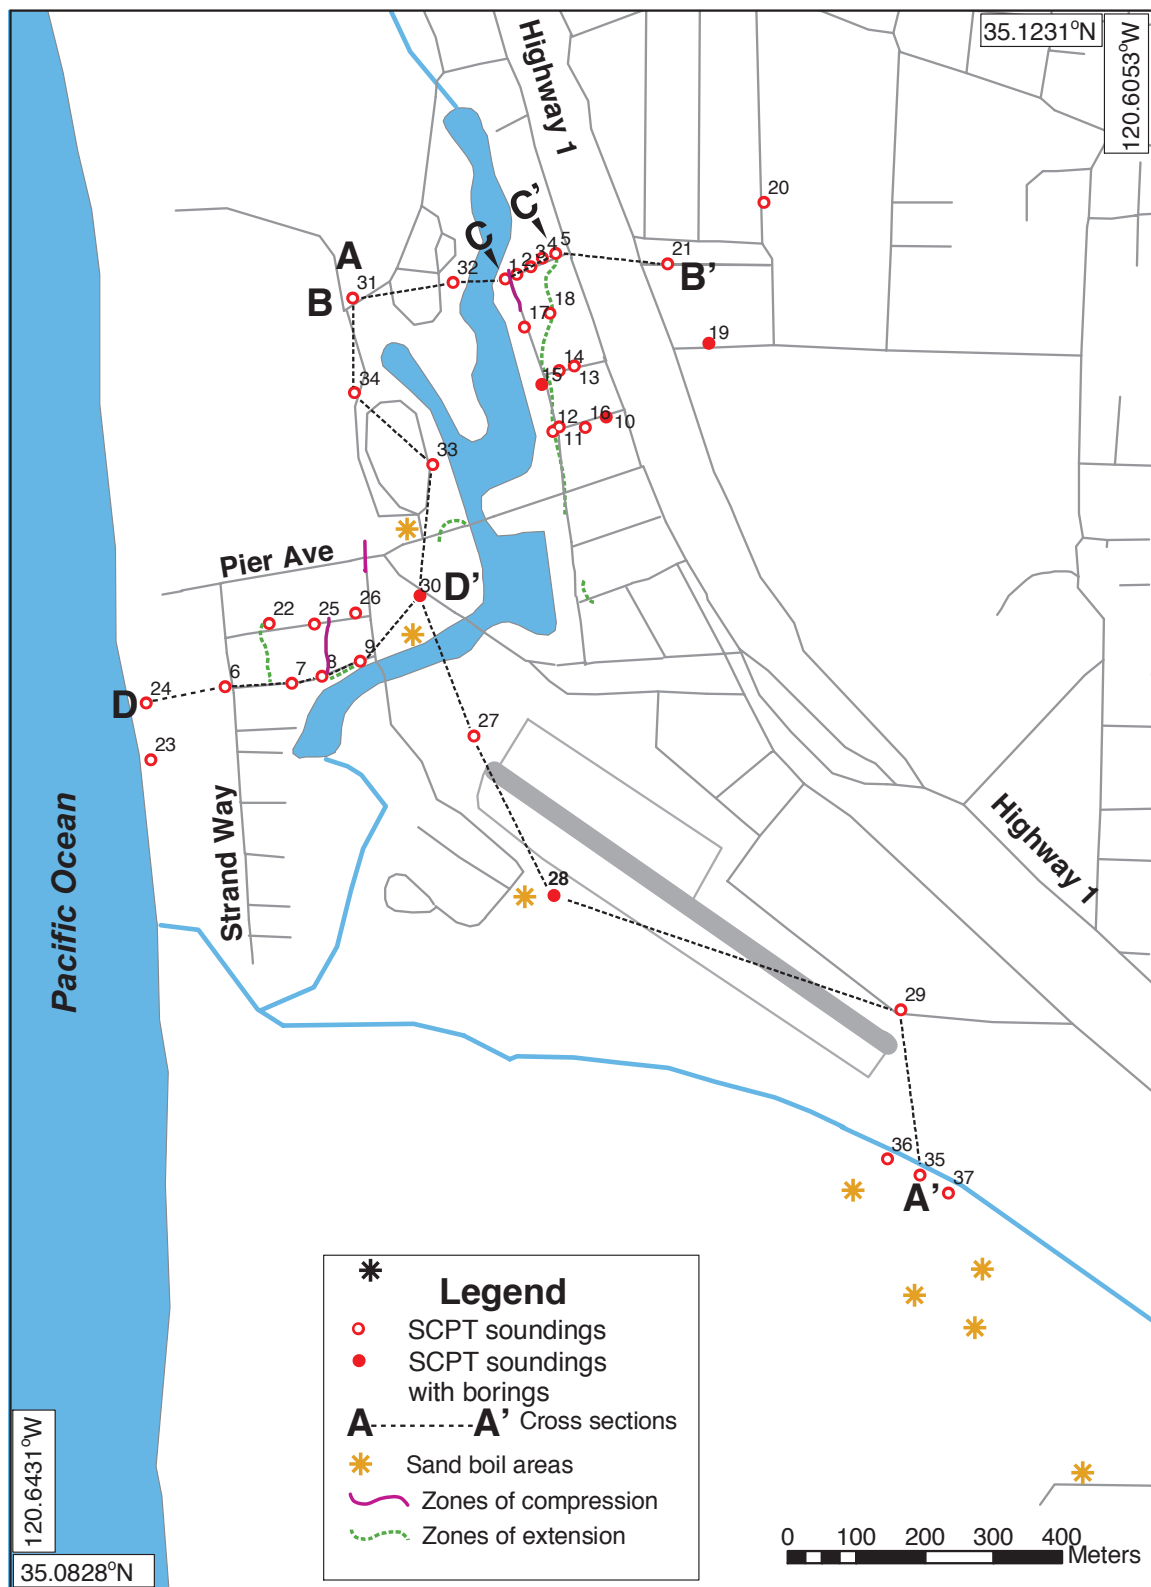 35.1231°N
120.6053°W
Highway 1
C'
C
20
1
2
3
4
5
21
B'
A
31
B
32
18
17
19
14
13
15
34
12
16
10
11
33
Pier Ave
30
D'
26
22
25
9
8
7
6
24
D
23
27
Strand Way
Pacific Ocean
28
Highway 1
29
36
35
37
A'
Legend
SCPT soundings
SCPT soundings
with borings
A A' Cross sections
Sand boil areas
Zones of compression
Zones of extension
0 100 200 300 400
Meters
120.6431°W
35.0828°N